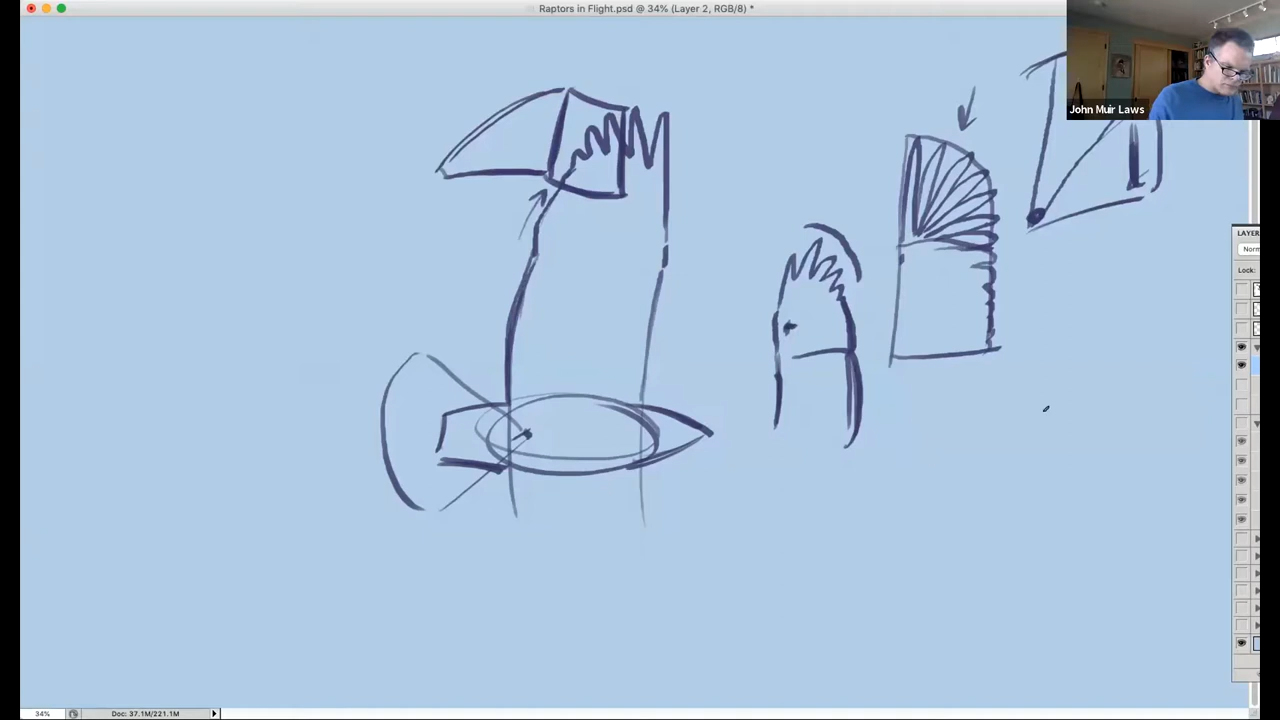 Raptors in Flight.psd @ 34% (Layer 2, RGB/8) *
John Muir Laws
LAYER
Norm
Lock:
34%
Doc: 37.1M/221.1M